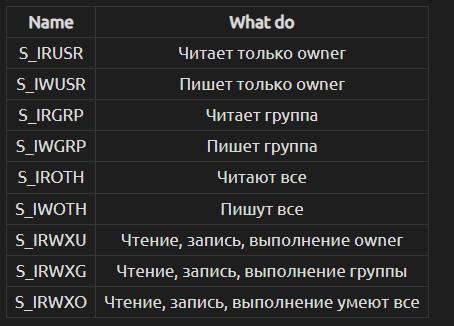 Name What do
S_IRUSR Читает только owner
S_IWUSR Пишет только owner
S_IRGRP Читает группа
S_IWGRP Пишет группа
S_IROTH Читают все
S_IWOTH Пишут все
S_IRWXU Чтение, запись, выполнение owner
S_IRWXG Чтение, запись, выполнение группы
S_IRWXO Чтение, запись, выполнение умеют все